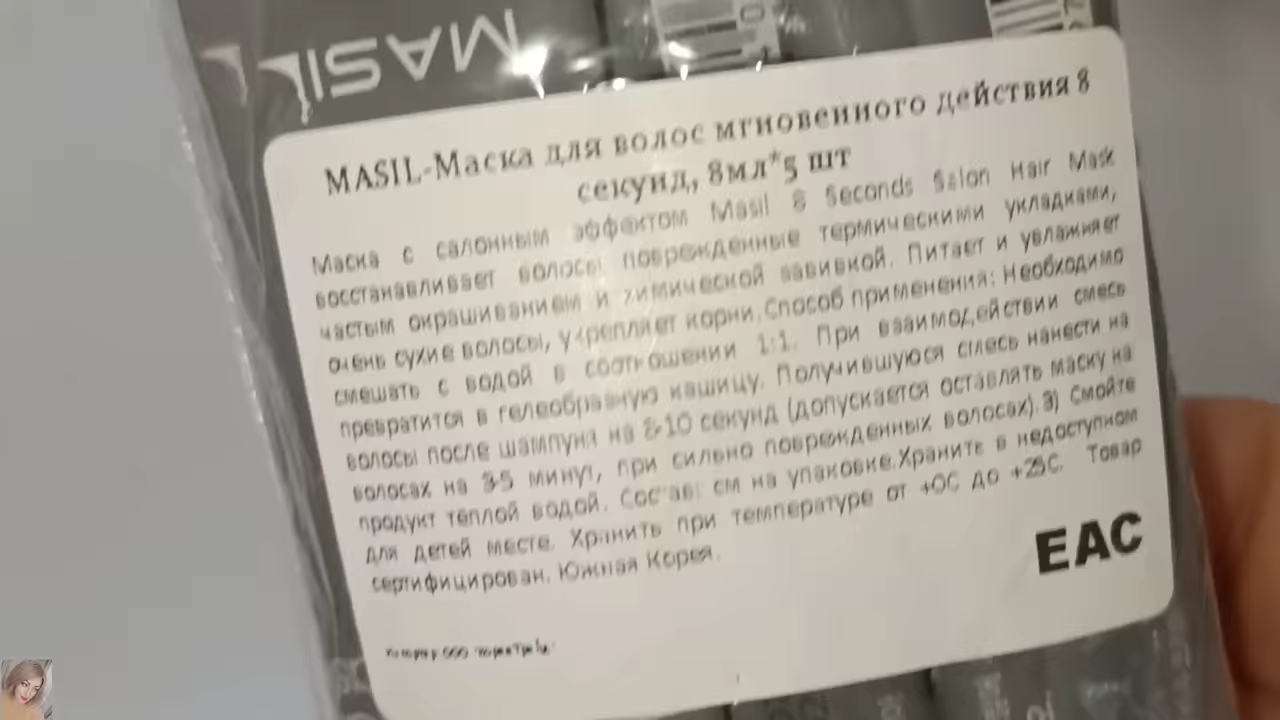 MASIL
MASIL-Маска для волос мгновенного действия 8
секунд,, 8мл*5 шт
Маска с салонным эффектом Masil 8 Seconds Salon Hair Mask
восстанавливает волосы, поврежденные термическими укладками,
частым окрашиванием и химической завивкой. Питает и увлажняет
очень сухие волосы, укрепляет корни. Способ применения: Необходимо
смешать с водой в соотношении 1:1. При взаимодействии смесь
превратится в гелеобразную кашицу. Получившуюся смесь нанести на
волосы после шампуня на 8-10 секунд (допускается оставлять маску на
волосах на 3-5 минут, при сильно поврежденных волосах). 3) Смойте
продукт тёплой водой. Состав: см на упаковке. Хранить в недоступном
для детей месте. Хранить при температуре от +0С до +25С. Товар
сертифицирован. Южная Корея.
EAC
ООО